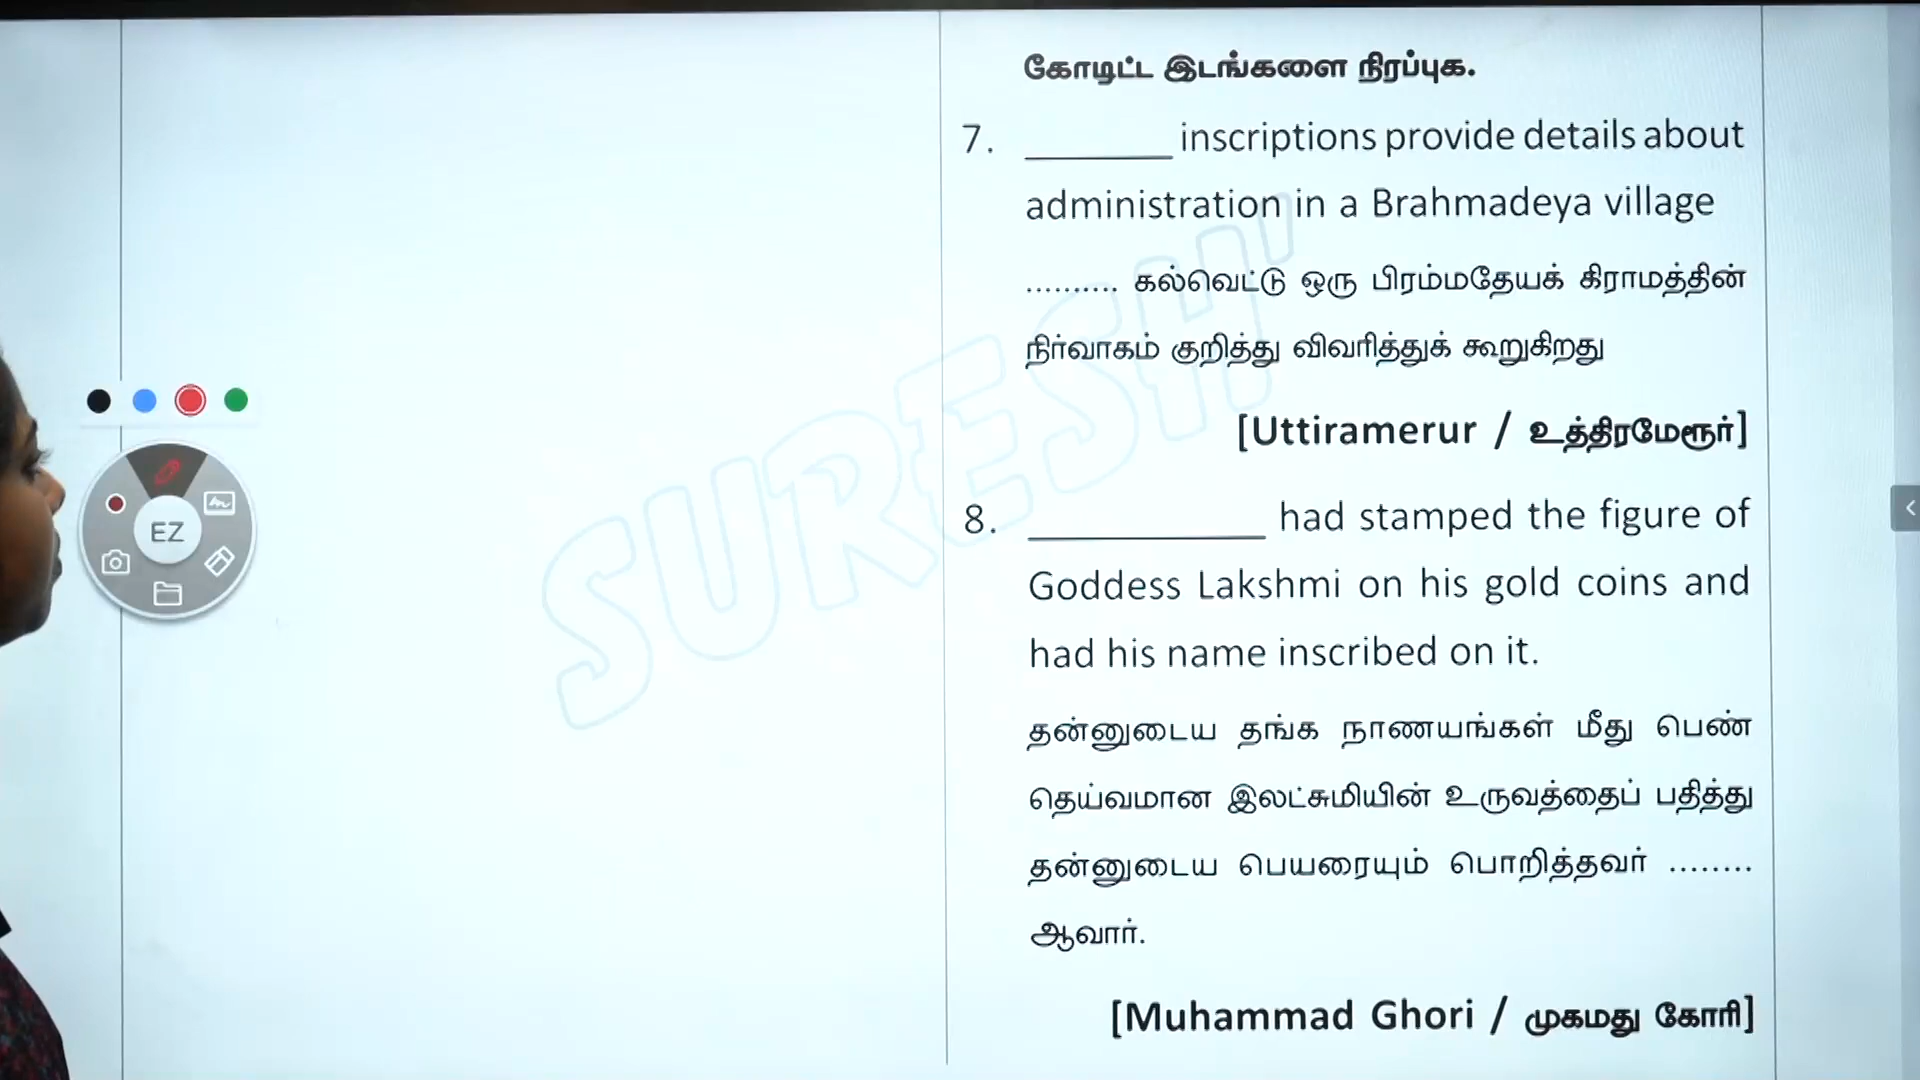 கோடிட்ட இடங்களை நிரப்புக.
7. ________ inscriptions provide details about
administration in a Brahmadeya village
.......... கல்வெட்டு ஒரு பிரம்மதேயக் கிராமத்தின்
நிர்வாகம் குறித்து விவரித்துக் கூறுகிறது
[Uttiramerur / உத்திரமேரூர்]
8. ____________ had stamped the figure of
Goddess Lakshmi on his gold coins and
had his name inscribed on it.
தன்னுடைய தங்க நாணயங்கள் மீது பெண்
தெய்வமான இலட்சுமியின் உருவத்தைப் பதித்து
தன்னுடைய பெயரையும் பொறித்தவர் ........
ஆவார்.
[Muhammad Ghori / முகமது கோரி]
SURESH'
EZ